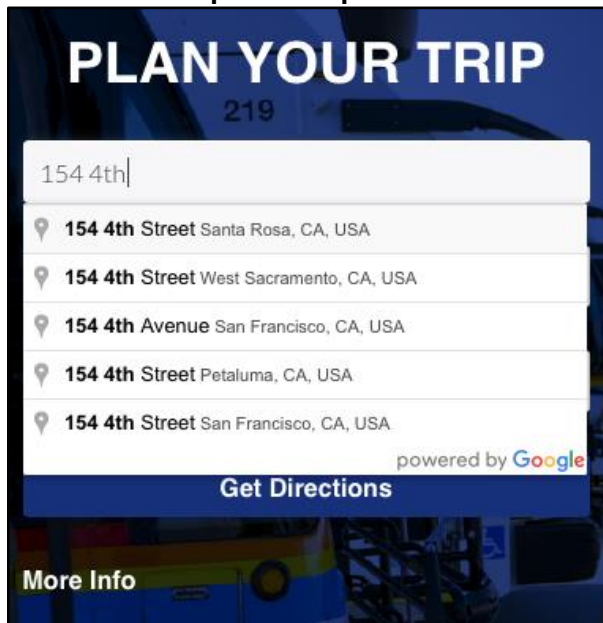 PLAN YOUR TRIP
219
154 4th
154 4th Street Santa Rosa, CA, USA
154 4th Street West Sacramento, CA, USA
154 4th Avenue San Francisco, CA, USA
154 4th Street Petaluma, CA, USA
154 4th Street San Francisco, CA, USA
powered by Google
Get Directions
More Info